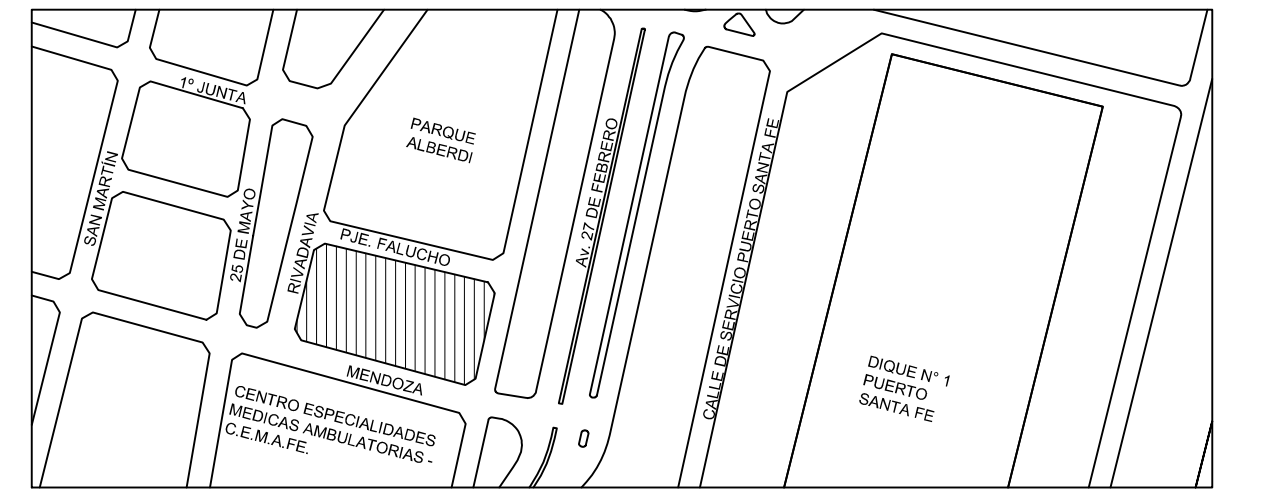 1º JUNTA
PARQUE
ALBERDI
SAN MARTÍN
25 DE MAYO
RIVADAVIA
PJE. FALUCHO
Av. 27 DE FEBRERO
CALLE DE SERVICIO PUERTO SANTA FE
MENDOZA
DIQUE N° 1
PUERTO
SANTA FE
CENTRO ESPECIALIDADES
MEDICAS AMBULATORIAS -
C.E.M.A.FE.